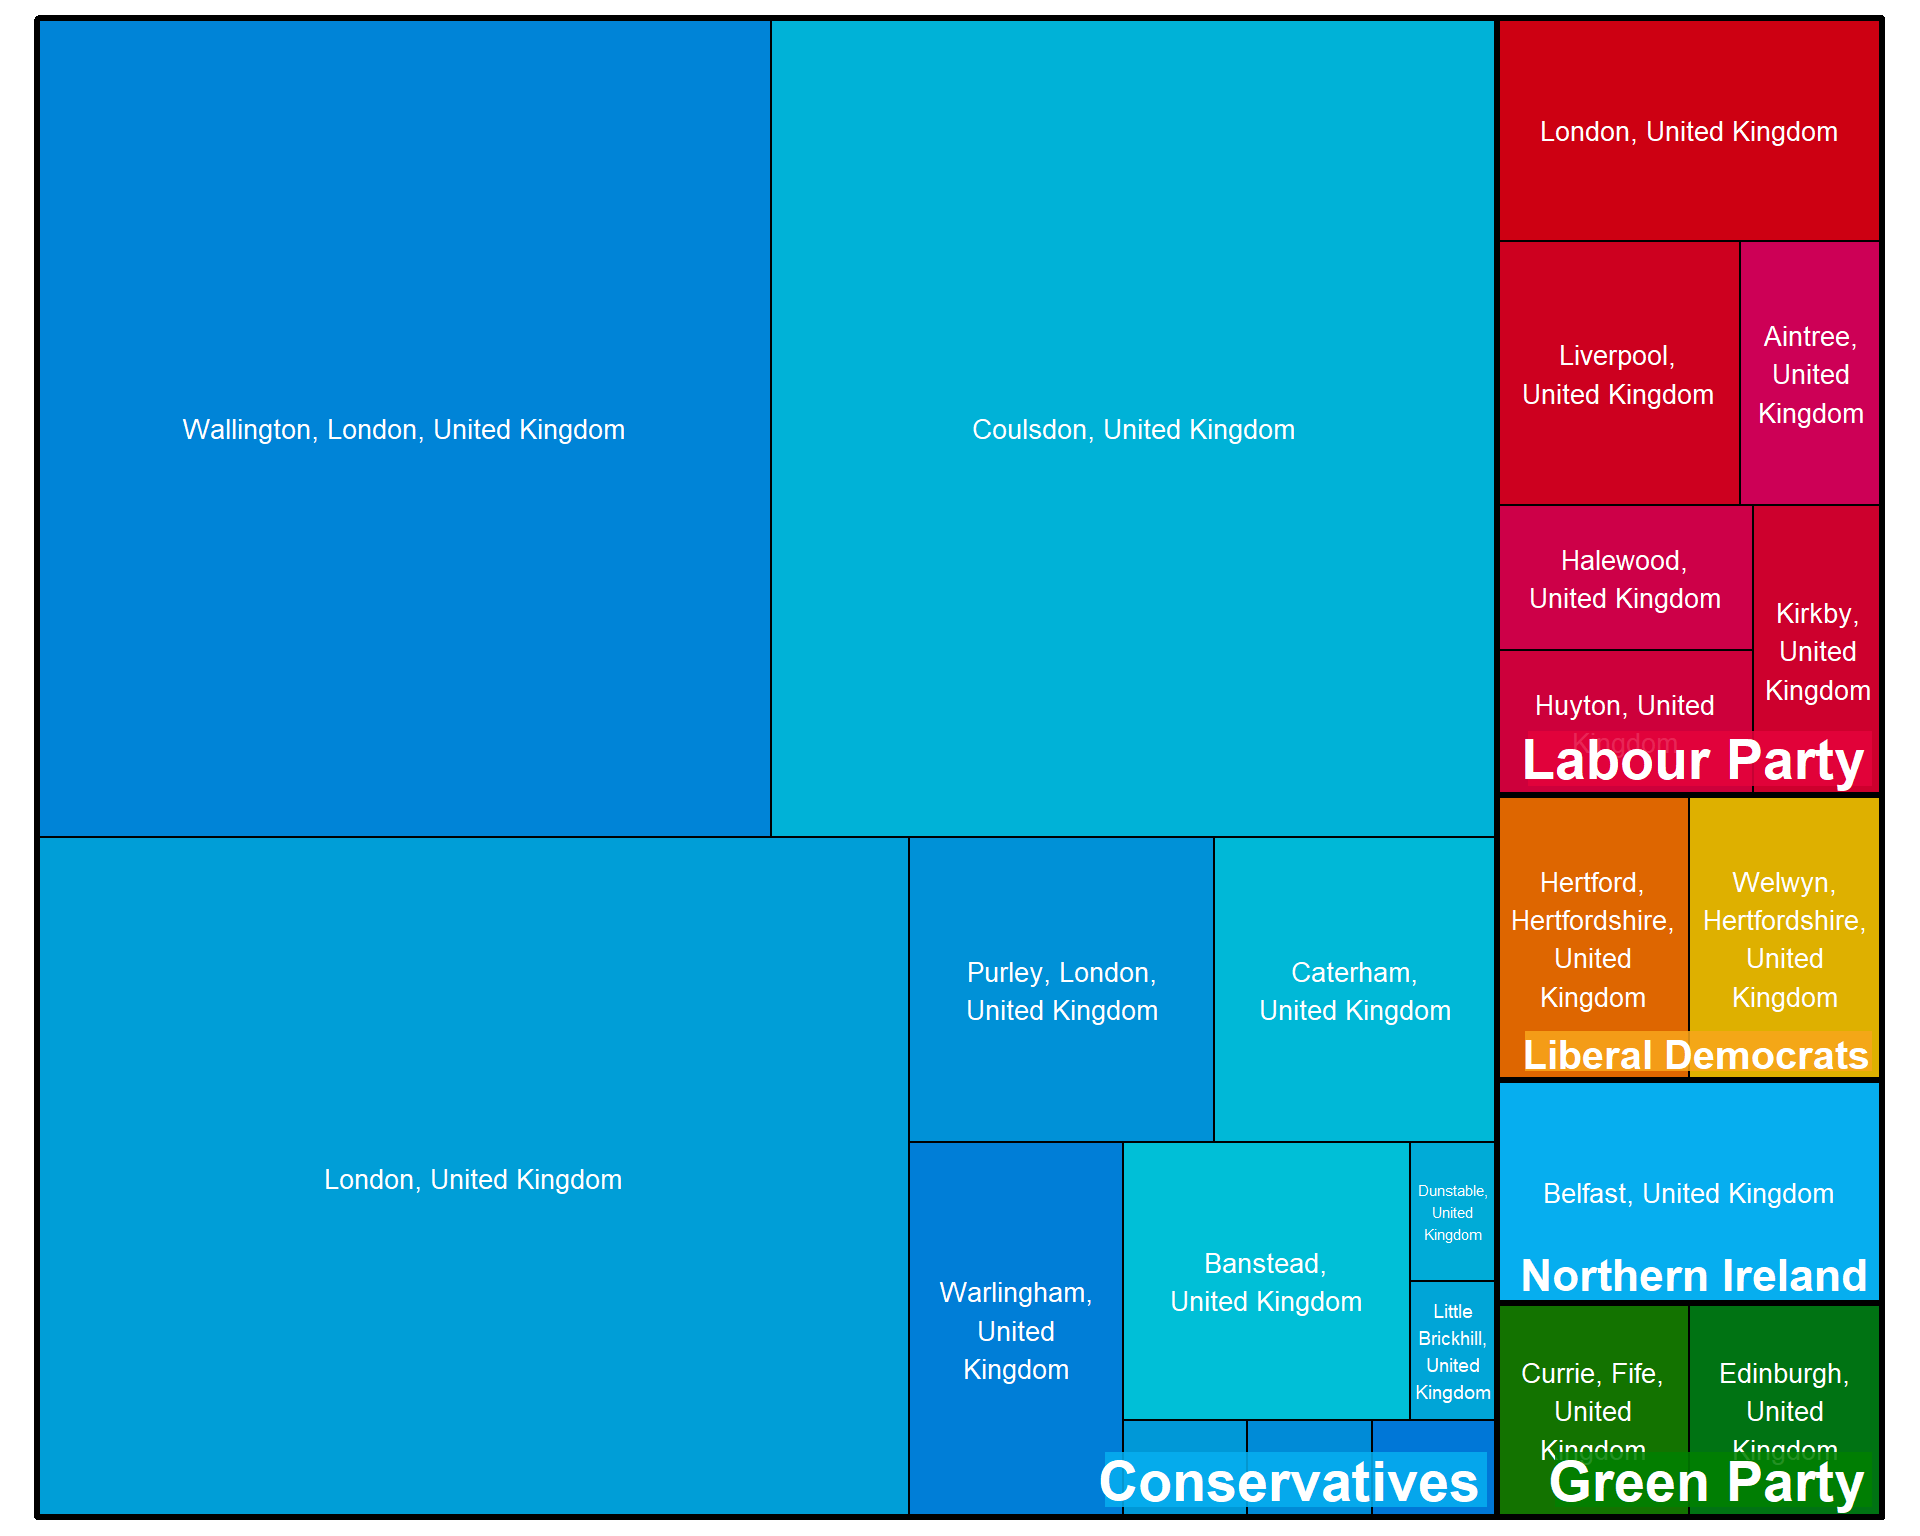 Wallington, London, United Kingdom
Coulsdon, United Kingdom
London, United Kingdom
Purley, London,
United Kingdom
Caterham,
United Kingdom
Warlingham,
United
Kingdom
Banstead,
United Kingdom
Dunstable,
United
Kingdom
Little
Brickhill,
United
Kingdom
Conservatives
London, United Kingdom
Liverpool,
United Kingdom
Aintree,
United
Kingdom
Halewood,
United Kingdom
Kirkby,
United
Kingdom
Huyton, United
Kingdom
Labour Party
Hertford,
Hertfordshire,
United
Kingdom
Welwyn,
Hertfordshire,
United
Kingdom
Liberal Democrats
Belfast, United Kingdom
Northern Ireland
Currie, Fife,
United
Kingdom
Edinburgh,
United
Kingdom
Green Party